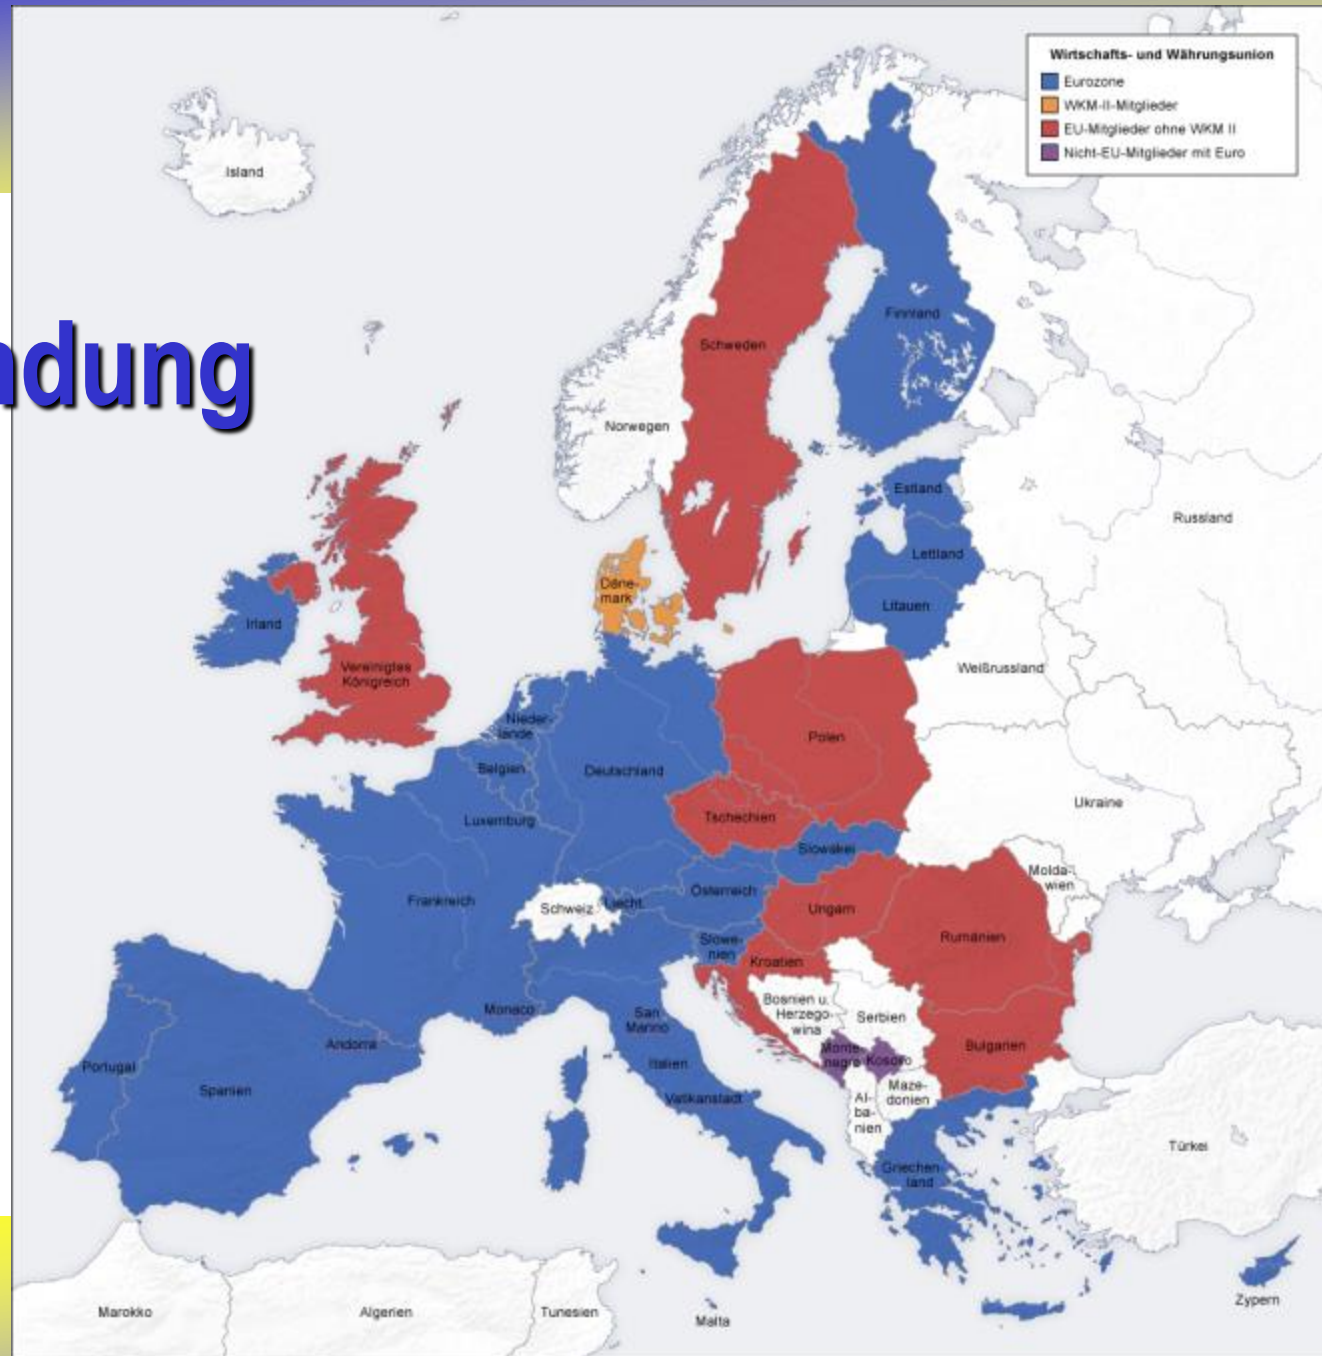 Wirtschafts- und Währungsunion
Eurozone
WKM-II-Mitglieder
EU-Mitglieder ohne WKM II
Nicht-EU-Mitglieder mit Euro
Island
ndung
Finnland
Schweden
Norwegen
Estland
Russland
Lettland
Däne-
mark
Litauen
Irland
Vereinigtes
Königreich
Weißrussland
Nieder-
lande
Polen
Belgien
Deutschland
Ukraine
Luxemburg
Tschechien
Slowakei
Molda-
wien
Österreich
Frankreich
Schweiz
Liecht.
Ungarn
Rumänien
Slowe-
nien
Kroatien
Bosnien u.
Herzego-
wina
Serbien
Monaco
San
Marino
Andorra
Monte-
negro
Kosovo
Bulgarien
Portugal
Spanien
Italien
Vatikanstadt
Maze-
donien
Al-
ba-
nien
Türkei
Griechen-
land
Marokko
Algerien
Tunesien
Malta
Zypern